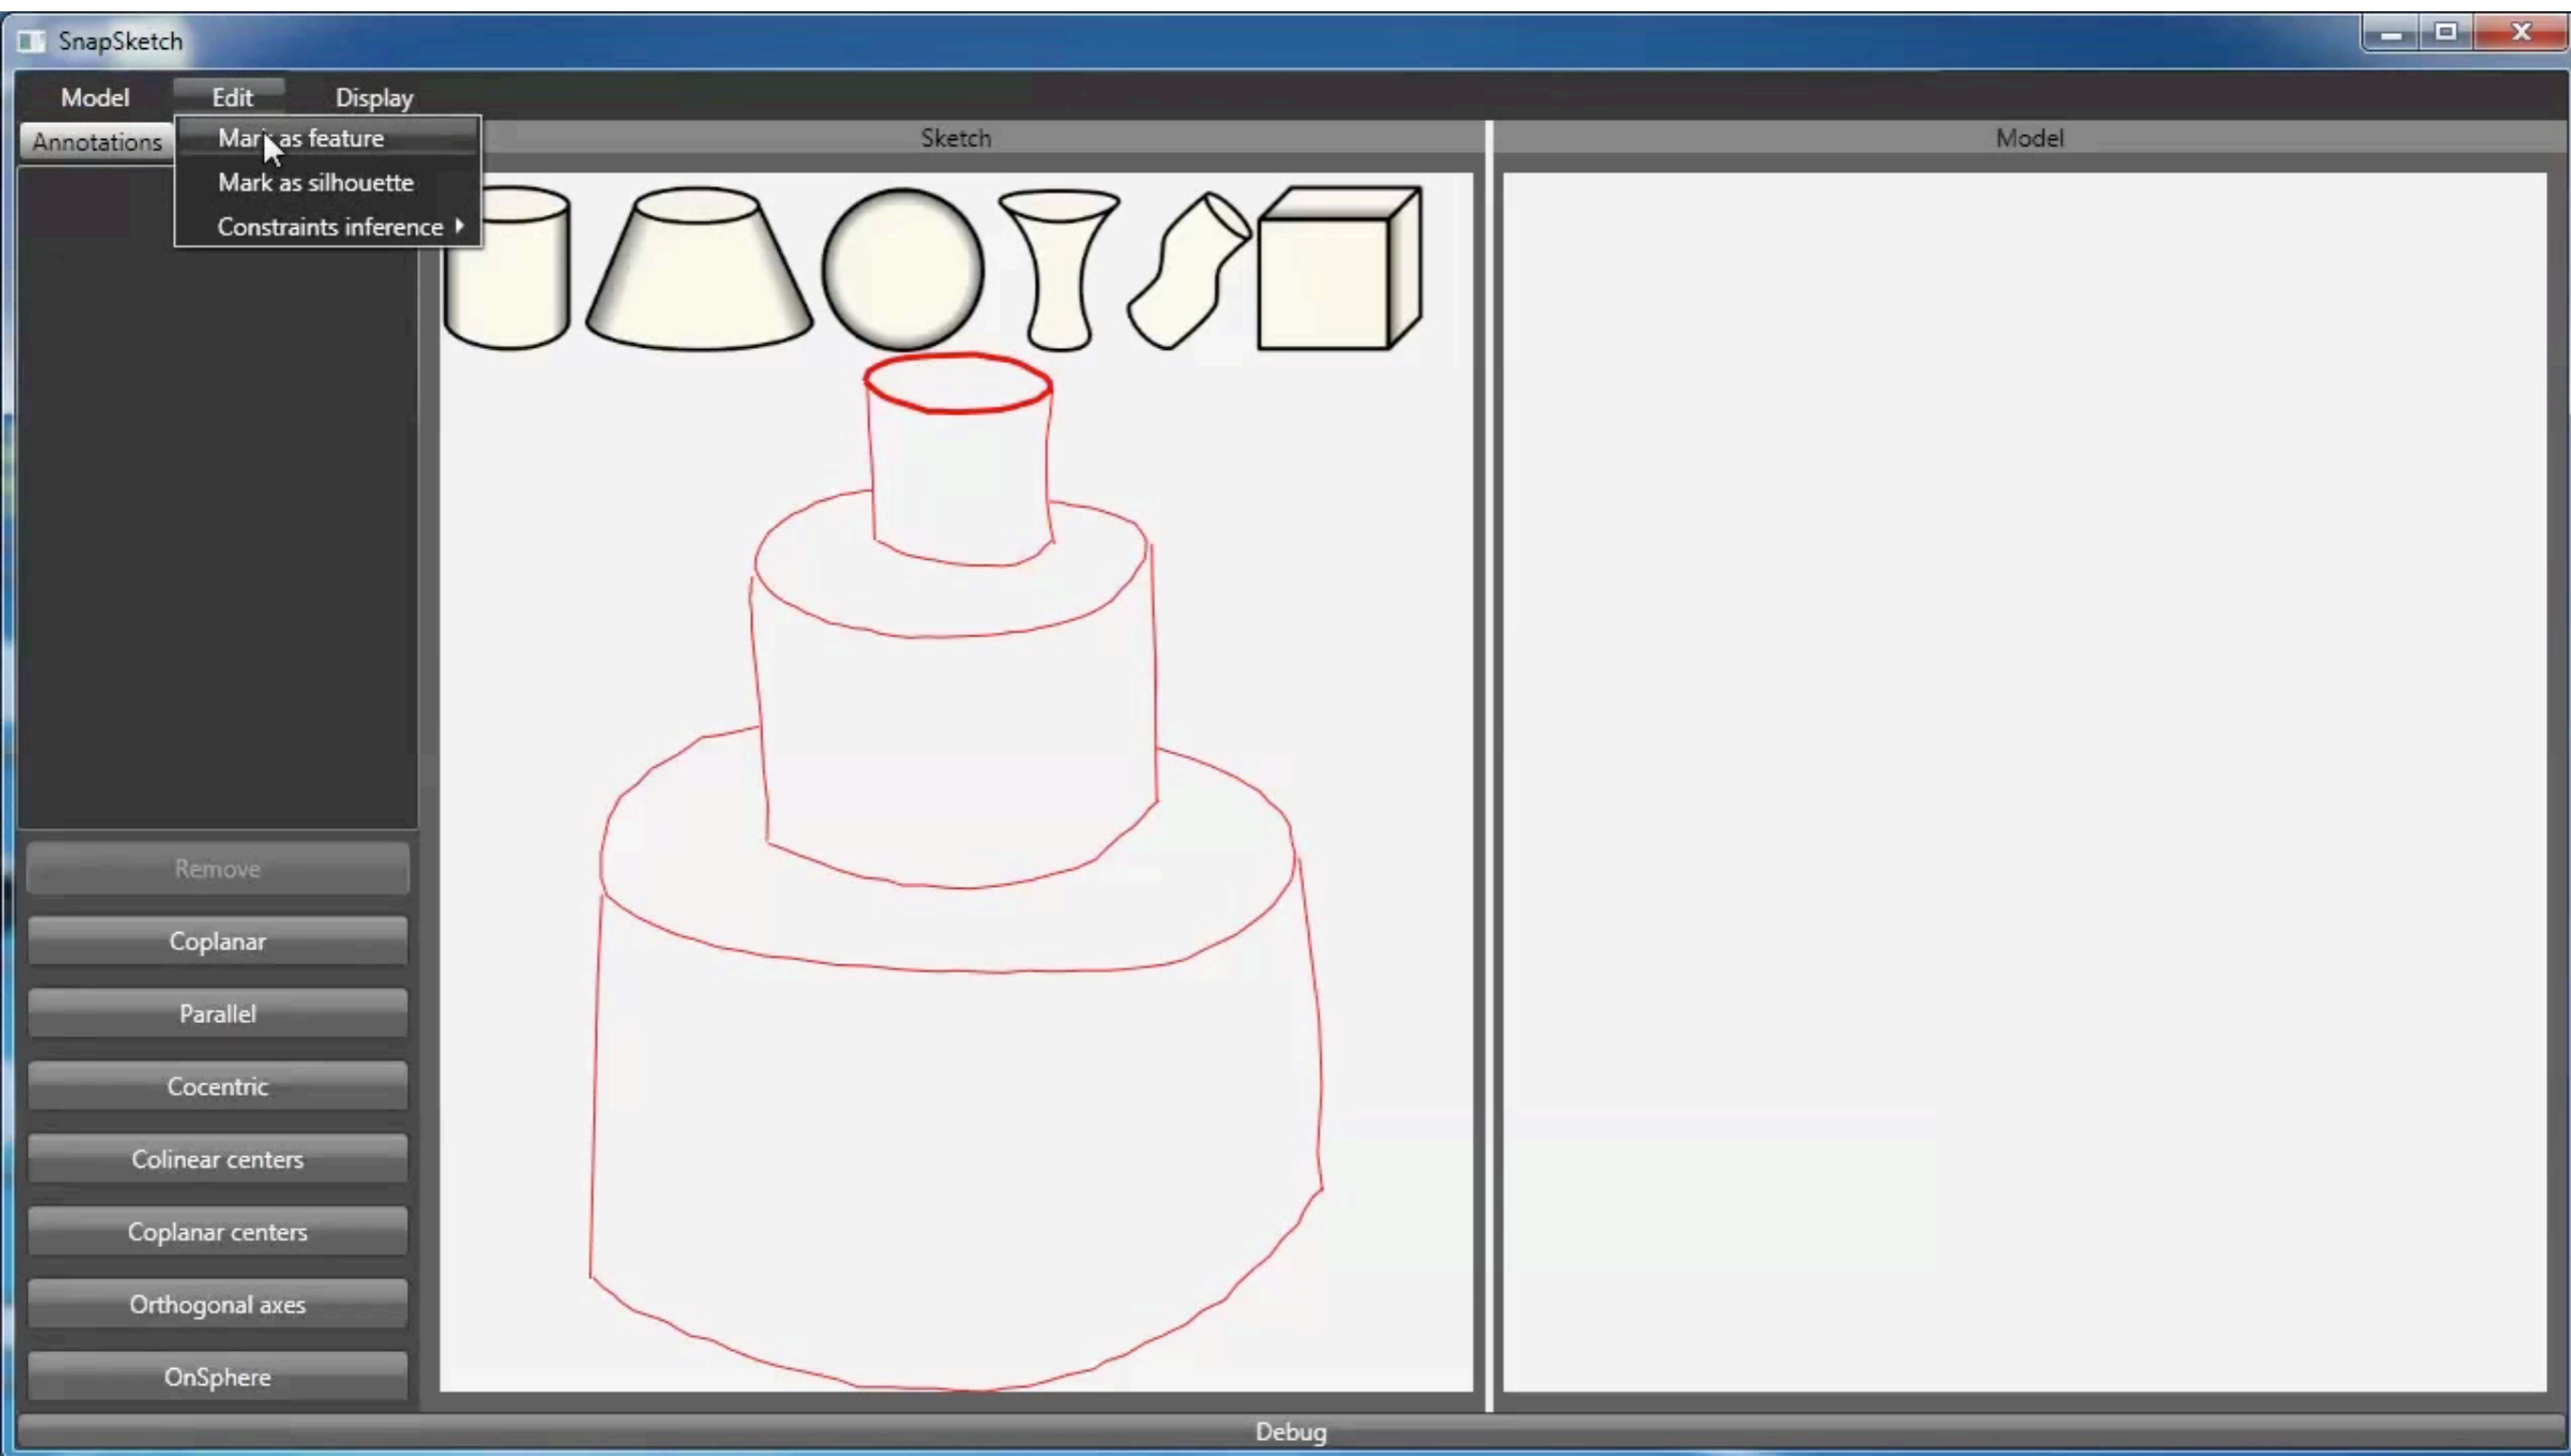 SnapSketch
Model Edit Display
Annotations
Mark as feature
Mark as silhouette
Constraints inference
Sketch
Model
Remove
Coplanar
Parallel
Cocentric
Colinear centers
Coplanar centers
Orthogonal axes
OnSphere
Debug